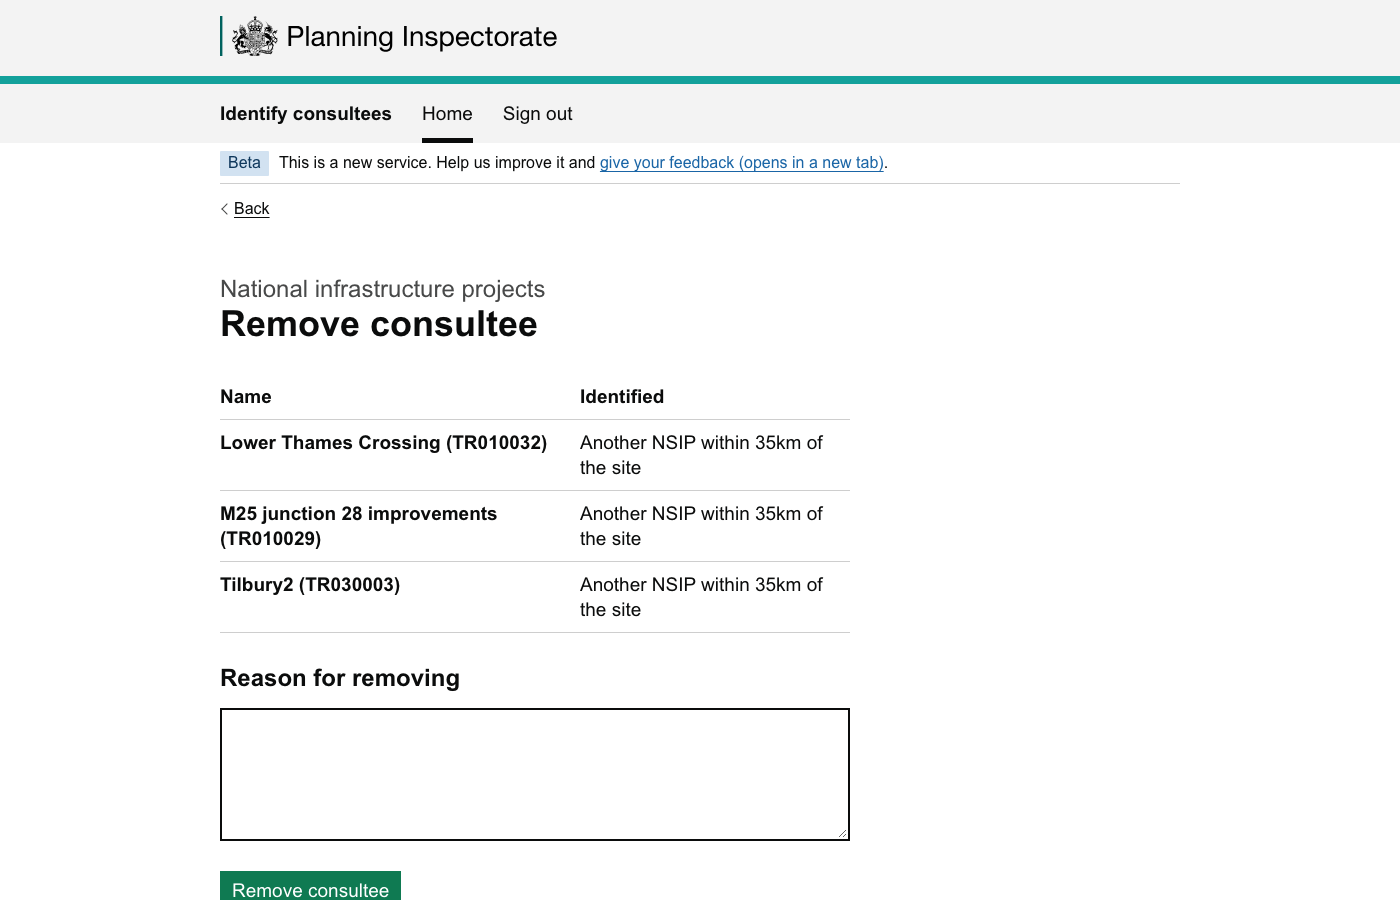 Planning Inspectorate
Identify consultees Home Sign out
Beta This is a new service. Help us improve it and give your feedback (opens in a new tab).
Back
National infrastructure projects
Remove consultee
Name Identified
Lower Thames Crossing (TR010032) Another NSIP within 35km of
the site
M25 junction 28 improvements Another NSIP within 35km of
(TR010029) the site
Tilbury2 (TR030003) Another NSIP within 35km of
the site
Reason for removing
Remove consultee